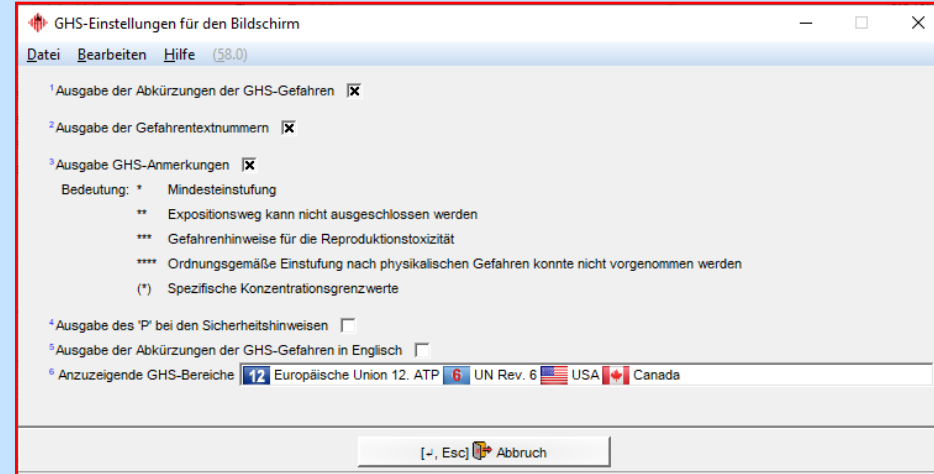 GHS-Einstellungen für den Bildschirm
Datei Bearbeiten Hilfe (58.0)
1 Ausgabe der Abkürzungen der GHS-Gefahren
2 Ausgabe der Gefahrentextnummern
3 Ausgabe GHS-Anmerkungen
Bedeutung: * Mindesteinstufung
** Expositionsweg kann nicht ausgeschlossen werden
*** Gefahrenhinweise für die Reproduktionstoxizität
**** Ordnungsgemäße Einstufung nach physikalischen Gefahren konnte nicht vorgenommen werden
(*) Spezifische Konzentrationsgrenzwerte
4 Ausgabe des 'P' bei den Sicherheitshinweisen
5 Ausgabe der Abkürzungen der GHS-Gefahren in Englisch
6 Anzuzeigende GHS-Bereiche 12 Europäische Union 12. ATP 6 UN Rev. 6 USA Canada
[↵, Esc] Abbruch